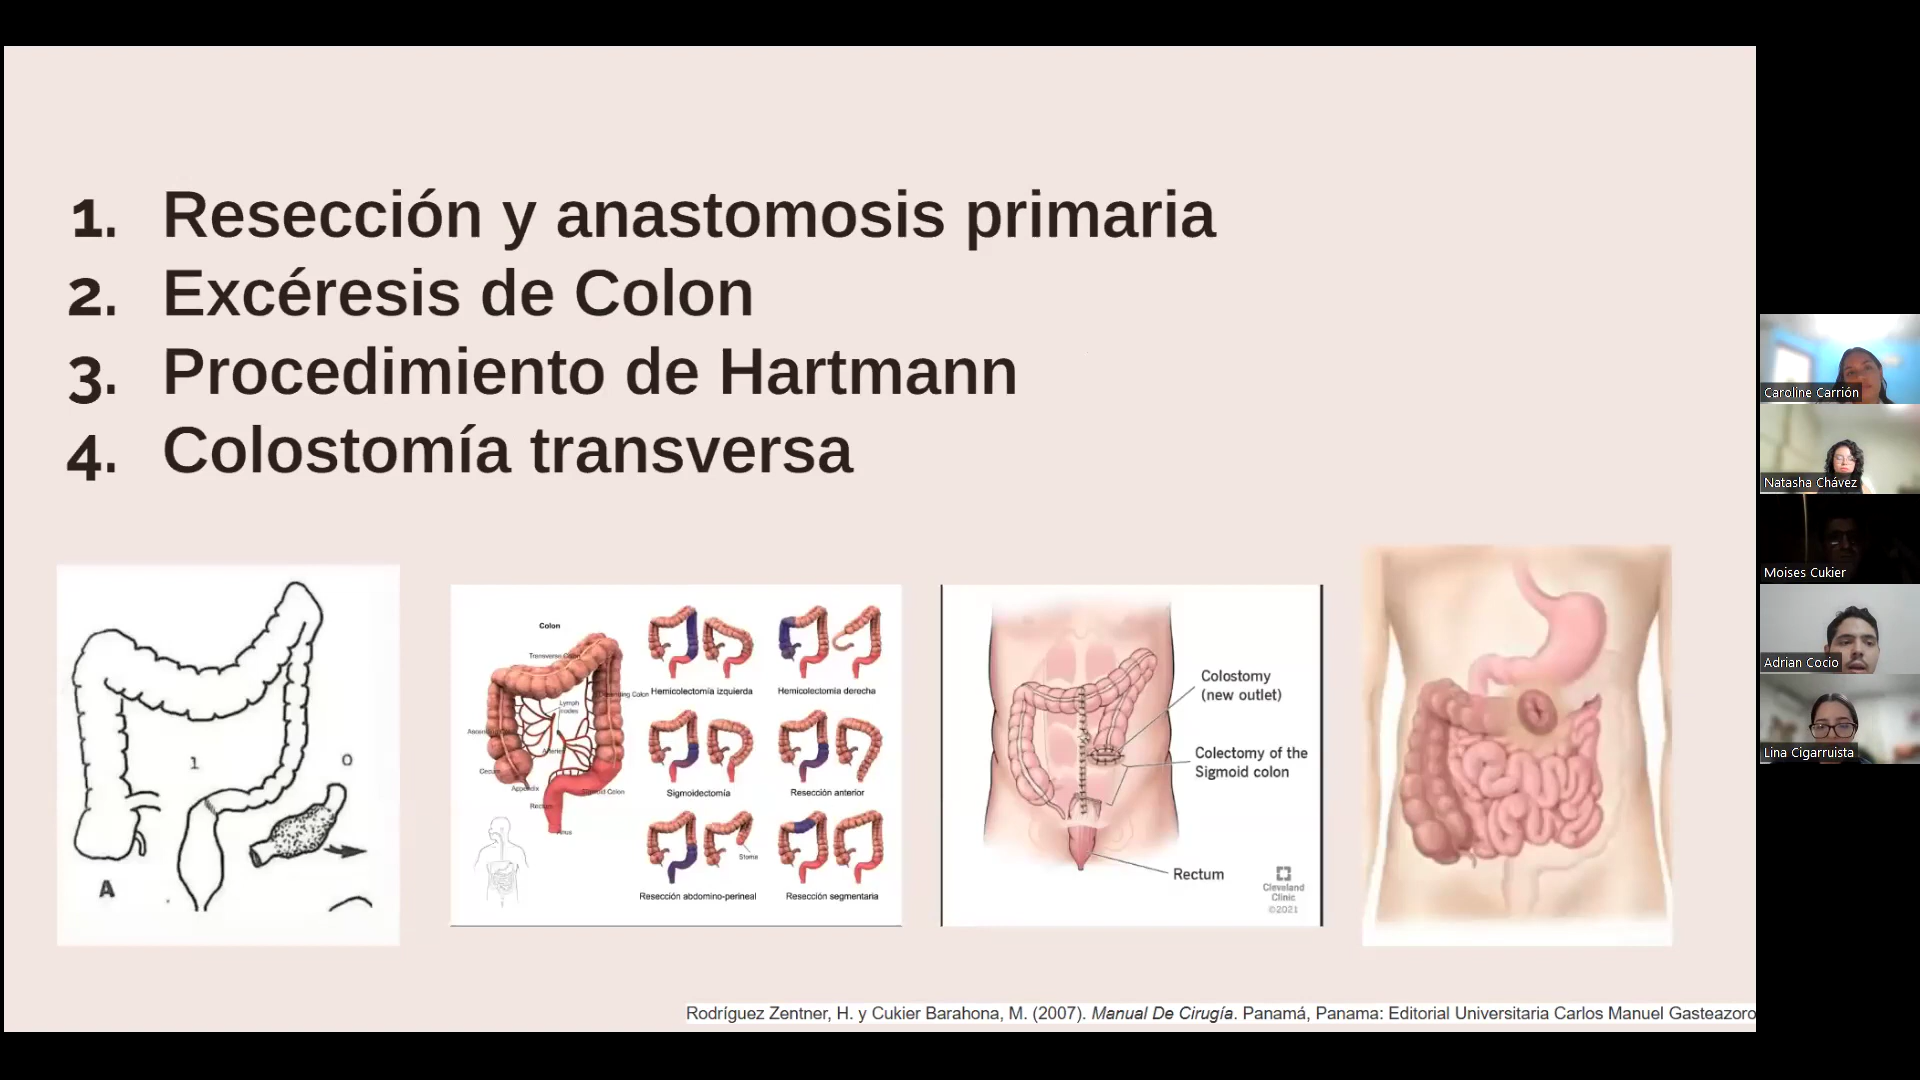 1. Resección y anastomosis primaria
2. Excéresis de Colon
3. Procedimiento de Hartmann
4. Colostomía transversa
1
O
A
Colon
Transverse Colon
Lymph
nodes
Arteries
Cecum
Appendix
Rectum
Sigmoid Colon
Anus
Hemicolectomía izquierda
Hemicolectomía derecha
Sigmoidectomía
Resección anterior
Stoma
Resección abdomino-perineal
Resección segmentaria
Colostomy
(new outlet)
Colectomy of the
Sigmoid colon
Rectum
Cleveland
Clinic
©2021
Rodríguez Zentner, H. y Cukier Barahona, M. (2007). Manual De Cirugía. Panamá, Panama: Editorial Universitaria Carlos Manuel Gasteazoro
Caroline Carrión
Natasha Chávez
Moises Cukier
Adrian Cocio
Lina Cigarruista